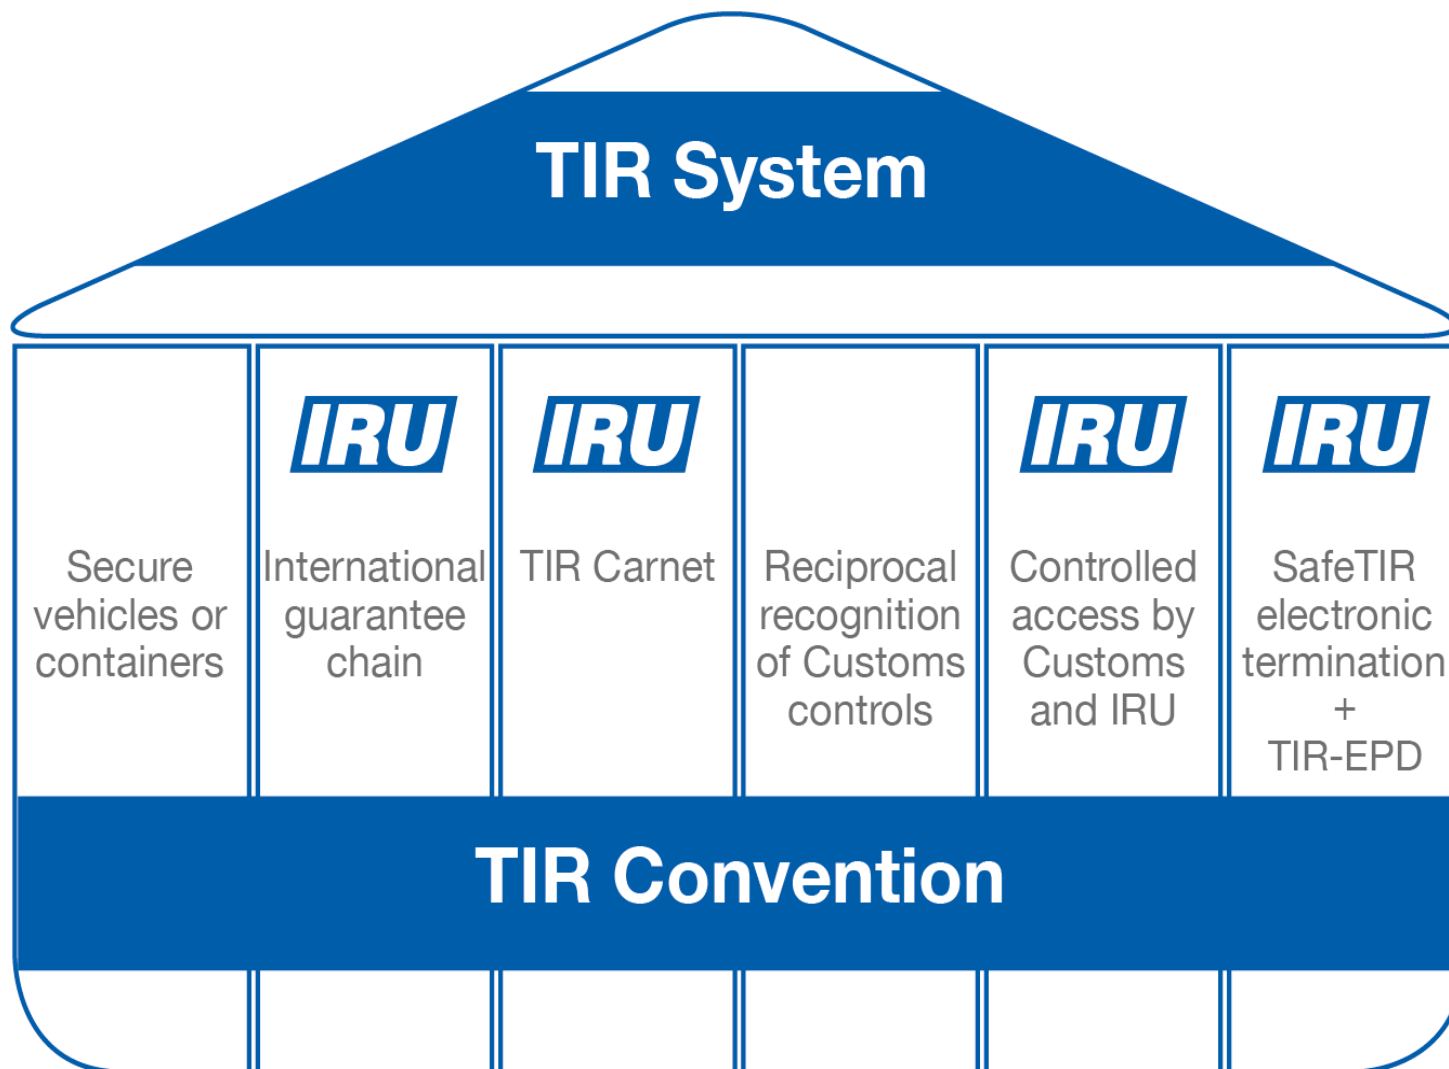 TIR System
IRU
IRU
IRU
IRU
Secure
vehicles or
containers
International
guarantee
chain
TIR Carnet
Reciprocal
recognition
of Customs
controls
Controlled
access by
Customs
and IRU
SafeTIR
electronic
termination
+
TIR-EPD
TIR Convention